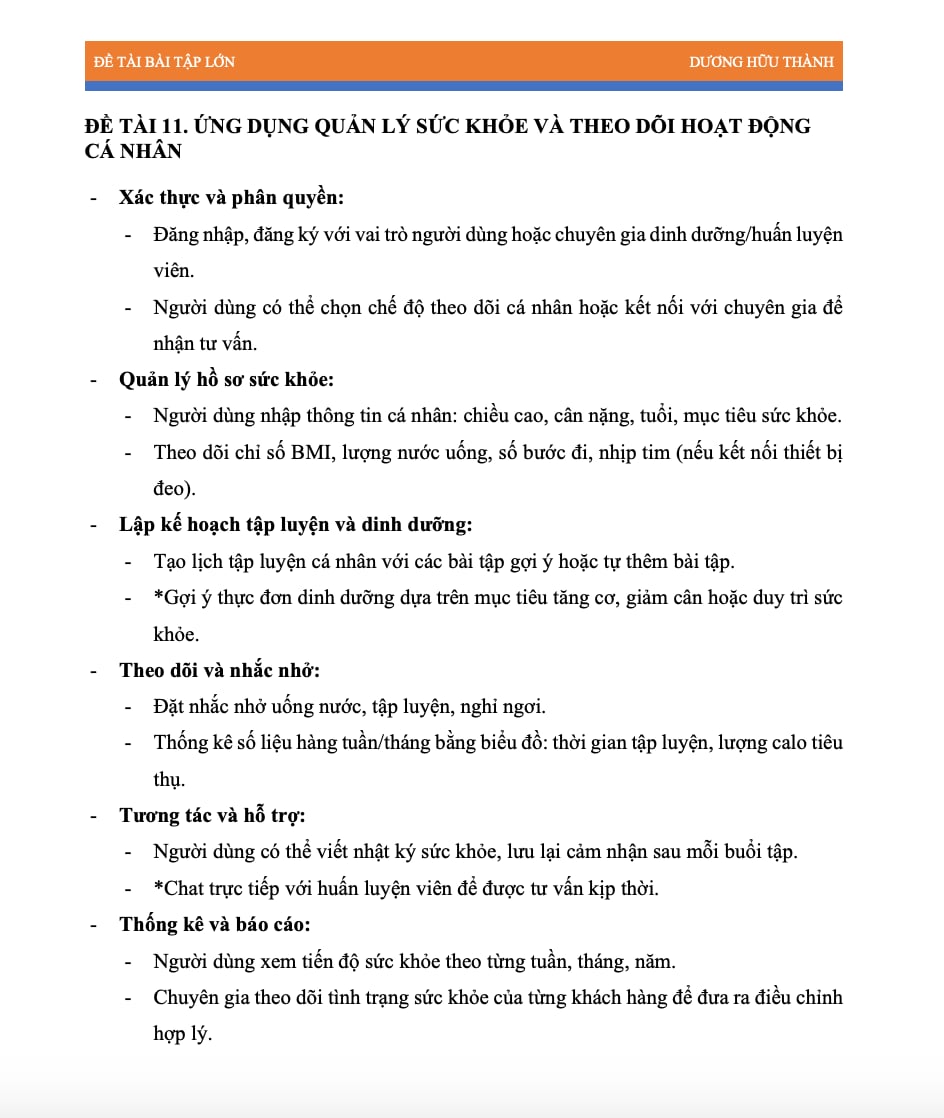 ĐỀ TÀI BÀI TẬP LỚN DƯƠNG HỮU THÀNH
ĐỀ TÀI 11. ỨNG DỤNG QUẢN LÝ SỨC KHỎE VÀ THEO DÕI HOẠT ĐỘNG
CÁ NHÂN
- Xác thực và phân quyền:
- Đăng nhập, đăng ký với vai trò người dùng hoặc chuyên gia dinh dưỡng/huấn luyện
viên.
- Người dùng có thể chọn chế độ theo dõi cá nhân hoặc kết nối với chuyên gia để
nhận tư vấn.
- Quản lý hồ sơ sức khỏe:
- Người dùng nhập thông tin cá nhân: chiều cao, cân nặng, tuổi, mục tiêu sức khỏe.
- Theo dõi chỉ số BMI, lượng nước uống, số bước đi, nhịp tim (nếu kết nối thiết bị
đeo).
- Lập kế hoạch tập luyện và dinh dưỡng:
- Tạo lịch tập luyện cá nhân với các bài tập gợi ý hoặc tự thêm bài tập.
- *Gợi ý thực đơn dinh dưỡng dựa trên mục tiêu tăng cơ, giảm cân hoặc duy trì sức
khỏe.
- Theo dõi và nhắc nhở:
- Đặt nhắc nhở uống nước, tập luyện, nghỉ ngơi.
- Thống kê số liệu hàng tuần/tháng bằng biểu đồ: thời gian tập luyện, lượng calo tiêu
thụ.
- Tương tác và hỗ trợ:
- Người dùng có thể viết nhật ký sức khỏe, lưu lại cảm nhận sau mỗi buổi tập.
- *Chat trực tiếp với huấn luyện viên để được tư vấn kịp thời.
- Thống kê và báo cáo:
- Người dùng xem tiến độ sức khỏe theo từng tuần, tháng, năm.
- Chuyên gia theo dõi tình trạng sức khỏe của từng khách hàng để đưa ra điều chỉnh
hợp lý.